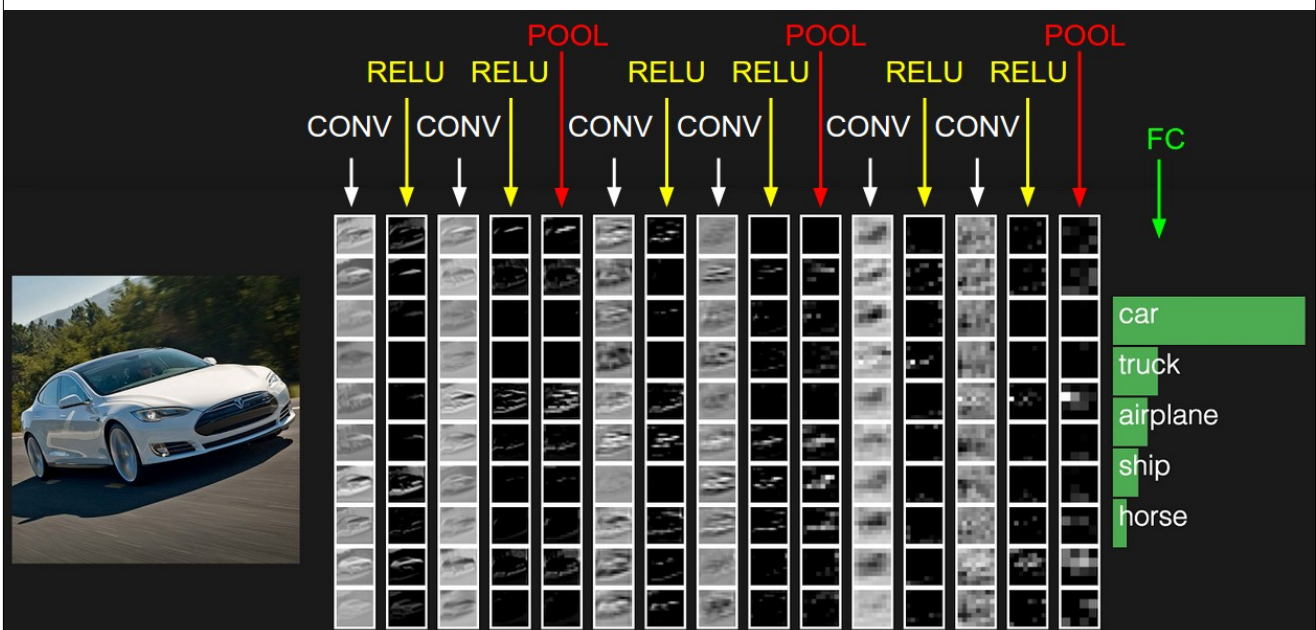 POOL POOL POOL
RELU RELU RELU RELU RELU RELU
CONV CONV CONV CONV CONV CONV
FC
car
truck
airplane
ship
horse